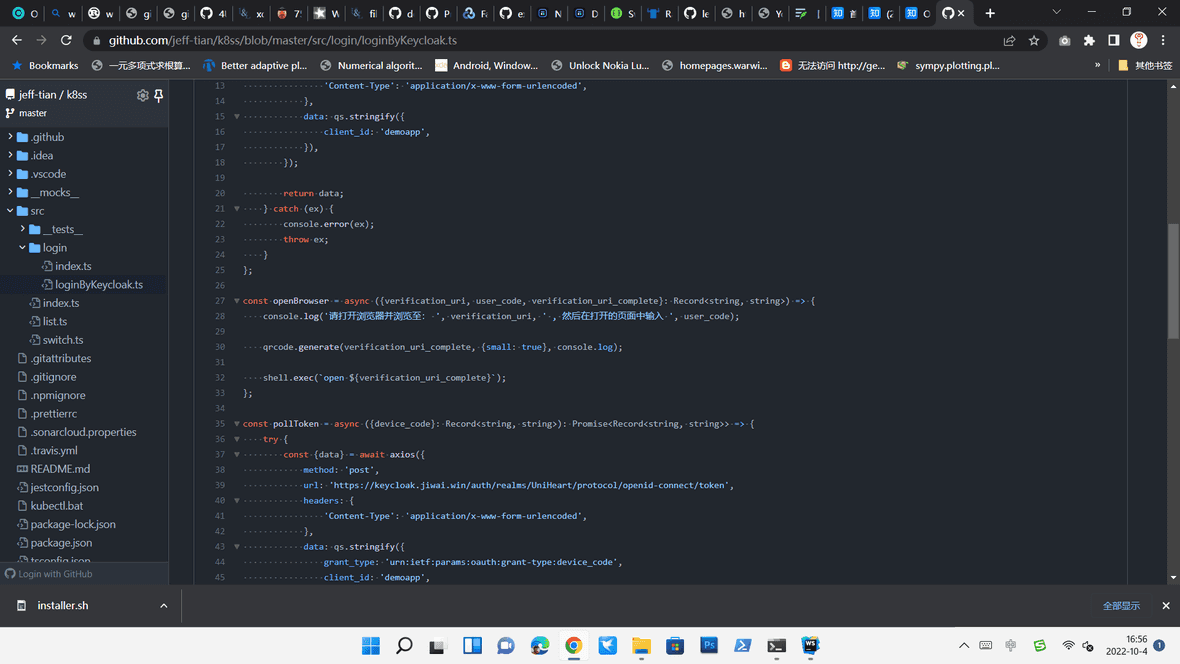 github.com/jeff-tian/k8ss/blob/master/src/login/loginByKeycloak.ts
Bookmarks
一元多项式求根算...
Better adaptive pl...
Numerical algorit...
Android, Window...
Unlock Nokia Lu...
homepages.warwi...
无法访问 http://ge...
sympy.plotting.pl...
»
其他书签
jeff-tian / k8ss
master
.github
.idea
.vscode
__mocks__
src
__tests__
login
index.ts
loginByKeycloak.ts
index.ts
list.ts
switch.ts
.gitattributes
.gitignore
.npmignore
.prettierrc
.sonarcloud.properties
.travis.yml
README.md
jestconfig.json
kubectl.bat
package-lock.json
package.json
tsconfig.json
Login with GitHub
13 'Content-Type': 'application/x-www-form-urlencoded',
14 },
15 data: qs.stringify({
16 client_id: 'demoapp',
17 }),
18 });
19
20 return data;
21 } catch (ex) {
22 console.error(ex);
23 throw ex;
24 }
25 };
26
27 const openBrowser = async ({verification_uri, user_code, verification_uri_complete}: Record<string, string>) => {
28 console.log('请打开浏览器并浏览至: ', verification_uri, ' , 然后在打开的页面中输入 ', user_code);
29
30 qrcode.generate(verification_uri_complete, {small: true}, console.log);
31
32 shell.exec(`open ${verification_uri_complete}`);
33 };
34
35 const pollToken = async ({device_code}: Record<string, string>): Promise<Record<string, string>> => {
36 try {
37 const {data} = await axios({
38 method: 'post',
39 url: 'https://keycloak.jiwai.win/auth/realms/UniHeart/protocol/openid-connect/token',
40 headers: {
41 'Content-Type': 'application/x-www-form-urlencoded',
42 },
43 data: qs.stringify({
44 grant_type: 'urn:ietf:params:oauth:grant-type:device_code',
45 client_id: 'demoapp',
installer.sh
全部显示
16:56
2022-10-4
1